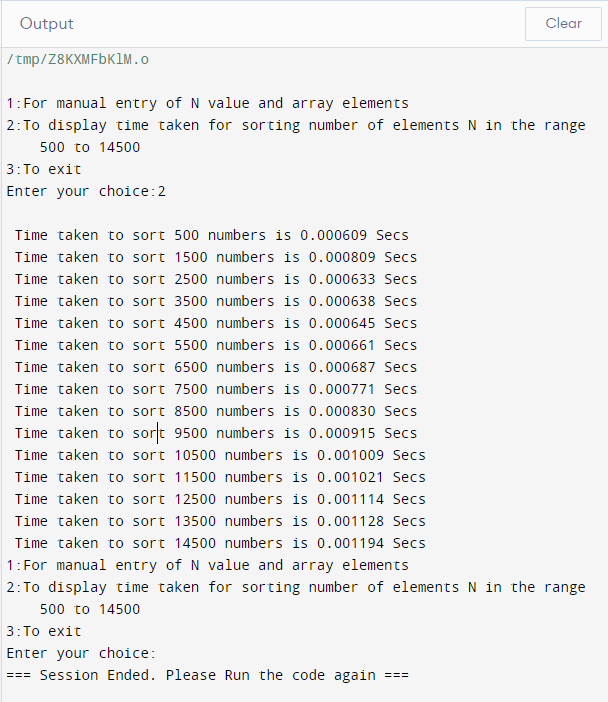 Output
Clear
/tmp/Z8KXMFbKlM.o
1:For manual entry of N value and array elements
2:To display time taken for sorting number of elements N in the range
500 to 14500
3:To exit
Enter your choice:2
Time taken to sort 500 numbers is 0.000609 Secs
Time taken to sort 1500 numbers is 0.000809 Secs
Time taken to sort 2500 numbers is 0.000633 Secs
Time taken to sort 3500 numbers is 0.000638 Secs
Time taken to sort 4500 numbers is 0.000645 Secs
Time taken to sort 5500 numbers is 0.000661 Secs
Time taken to sort 6500 numbers is 0.000687 Secs
Time taken to sort 7500 numbers is 0.000771 Secs
Time taken to sort 8500 numbers is 0.000830 Secs
Time taken to sort 9500 numbers is 0.000915 Secs
Time taken to sort 10500 numbers is 0.001009 Secs
Time taken to sort 11500 numbers is 0.001021 Secs
Time taken to sort 12500 numbers is 0.001114 Secs
Time taken to sort 13500 numbers is 0.001128 Secs
Time taken to sort 14500 numbers is 0.001194 Secs
1:For manual entry of N value and array elements
2:To display time taken for sorting number of elements N in the range
500 to 14500
3:To exit
Enter your choice:
=== Session Ended. Please Run the code again ===